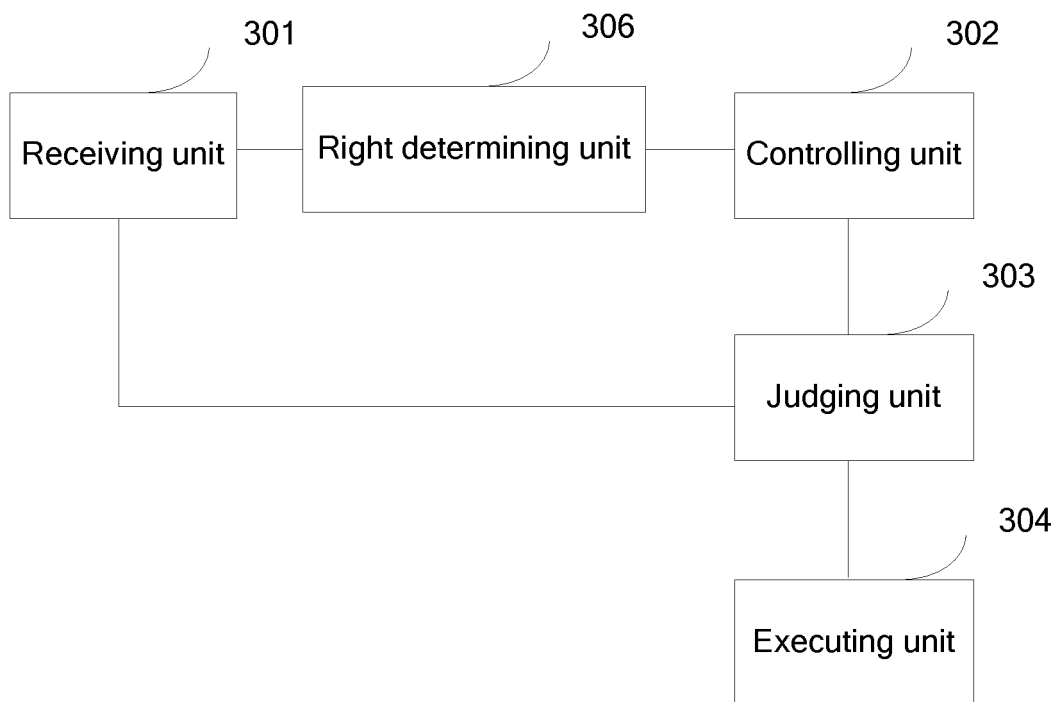 301
306
302
Receiving unit
Right determining unit
Controlling unit
303
Judging unit
304
Executing unit